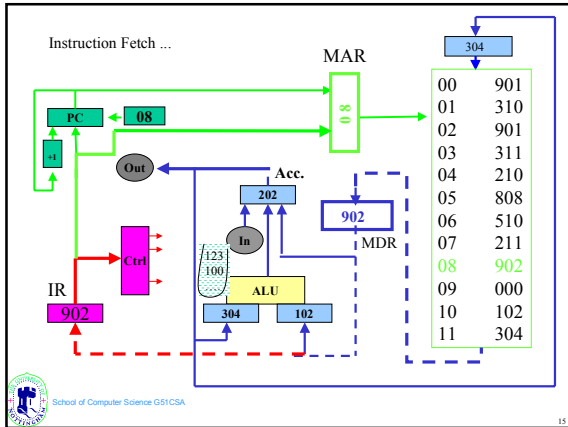 Instruction Fetch ...
MAR
304
08
PC
08
+1
Out
Acc.
202
902
MDR
In
123
100
Ctrl
IR
902
ALU
304
102
00 901
01 310
02 901
03 311
04 210
05 808
06 510
07 211
08 902
09 000
10 102
11 304
NOTTINGHAM
School of Computer Science G51CSA
15